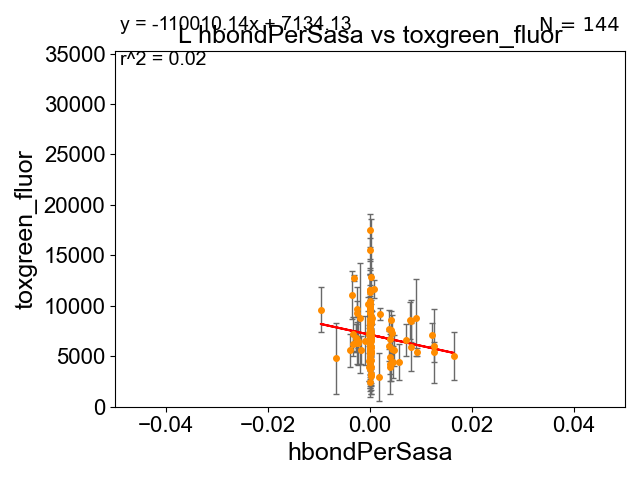 y = -110010.14x + 7134.13
N = 144
L hbondPerSasa vs toxgreen_fluor
r^2 = 0.02
35000
30000
25000
20000
15000
10000
5000
0
toxgreen_fluor
−0.04
−0.02
0.00
0.02
0.04
hbondPerSasa